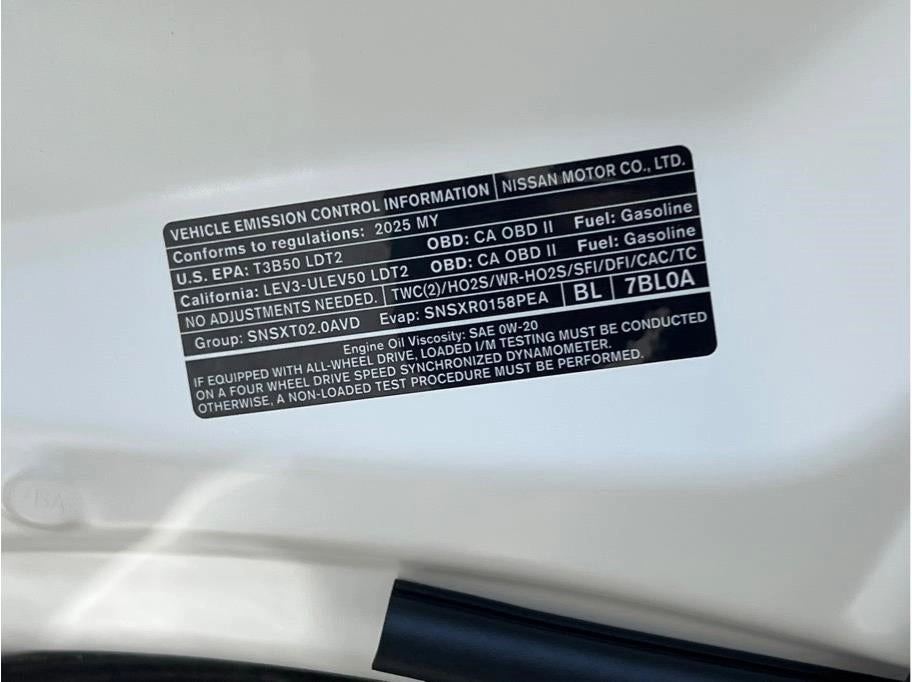 VEHICLE EMISSION CONTROL INFORMATION NISSAN MOTOR CO., LTD.
Conforms to regulations: 2025 MY
U.S. EPA: T3B50 LDT2 OBD: CA OBD II Fuel: Gasoline
California: LEV3-ULEV50 LDT2 OBD: CA OBD II Fuel: Gasoline
NO ADJUSTMENTS NEEDED. TWC(2)/HO2S/WR-HO2S/SFI/DFI/CAC/TC
Group: SNSXT02.0AVD Evap: SNSXR0158PEA BL 7BL0A
Engine Oil Viscosity: SAE 0W-20
IF EQUIPPED WITH ALL-WHEEL DRIVE, LOADED I/M TESTING MUST BE CONDUCTED
ON A FOUR WHEEL DRIVE SPEED SYNCHRONIZED DYNAMOMETER.
OTHERWISE, A NON-LOADED TEST PROCEDURE MUST BE PERFORMED.